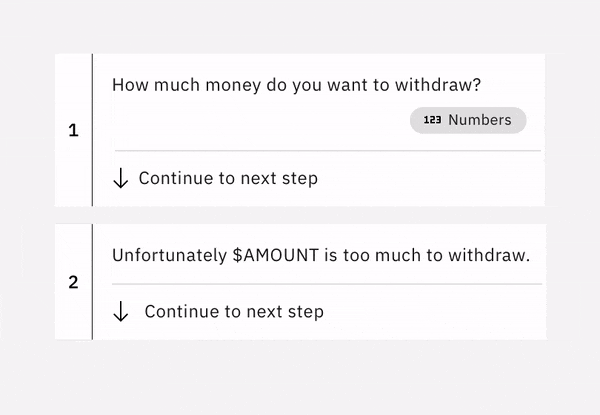 1
How much money do you want to withdraw?
123 Numbers
Continue to next step
2
Unfortunately $AMOUNT is too much to withdraw.
Continue to next step